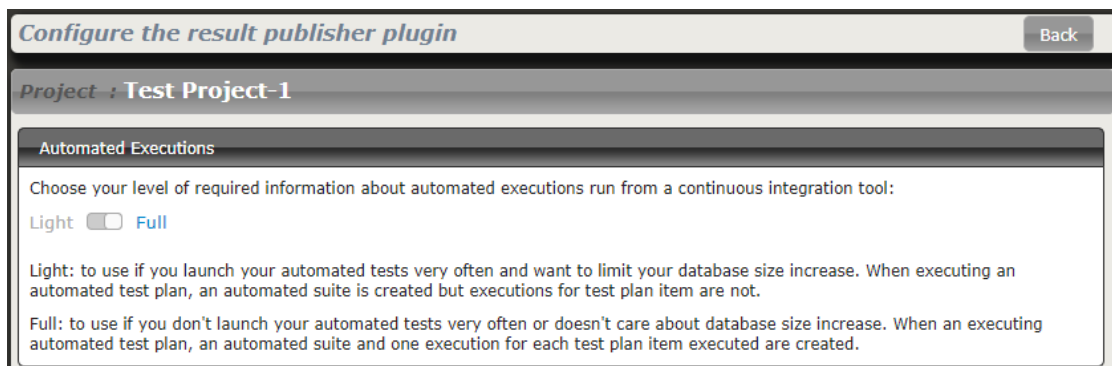 Configure the result publisher plugin
Back
Project : Test Project-1
Automated Executions
Choose your level of required information about automated executions run from a continuous integration tool:
Light Full
Light: to use if you launch your automated tests very often and want to limit your database size increase. When executing an
automated test plan, an automated suite is created but executions for test plan item are not.
Full: to use if you don't launch your automated tests very often or doesn't care about database size increase. When an executing
automated test plan, an automated suite and one execution for each test plan item executed are created.